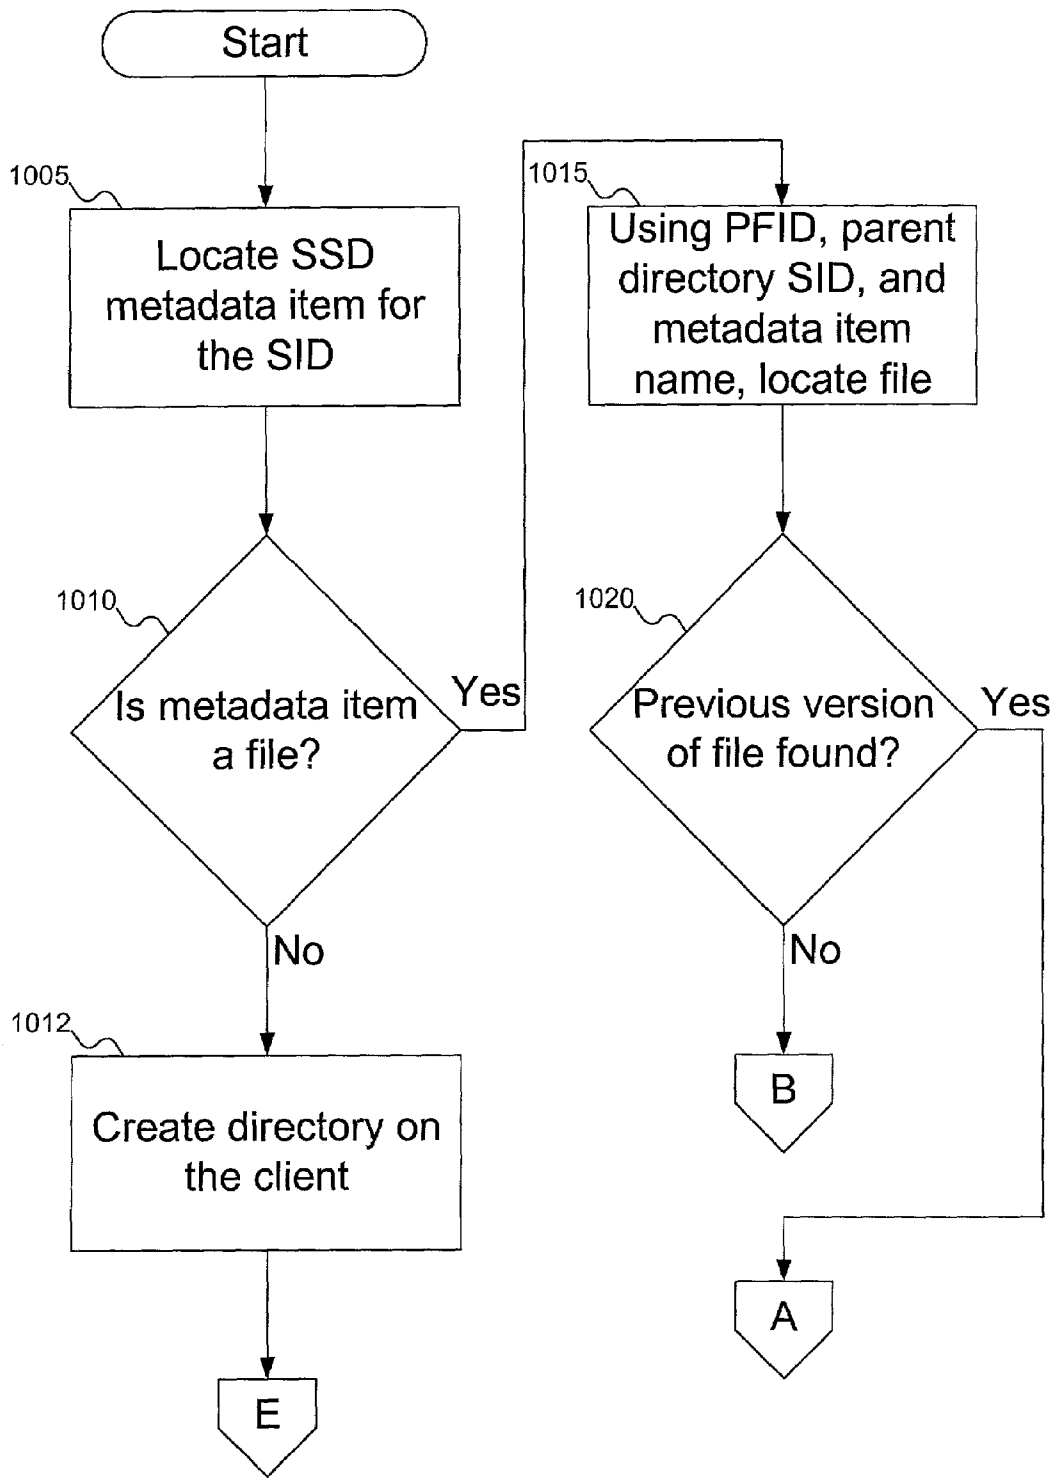 Start
1005
Locate SSD
metadata item for
the SID
1010
Is metadata item
a file?
Yes
No
1012
Create directory on
the client
E
1015
Using PFID, parent
directory SID, and
metadata item
name, locate file
1020
Previous version
of file found?
Yes
No
B
A